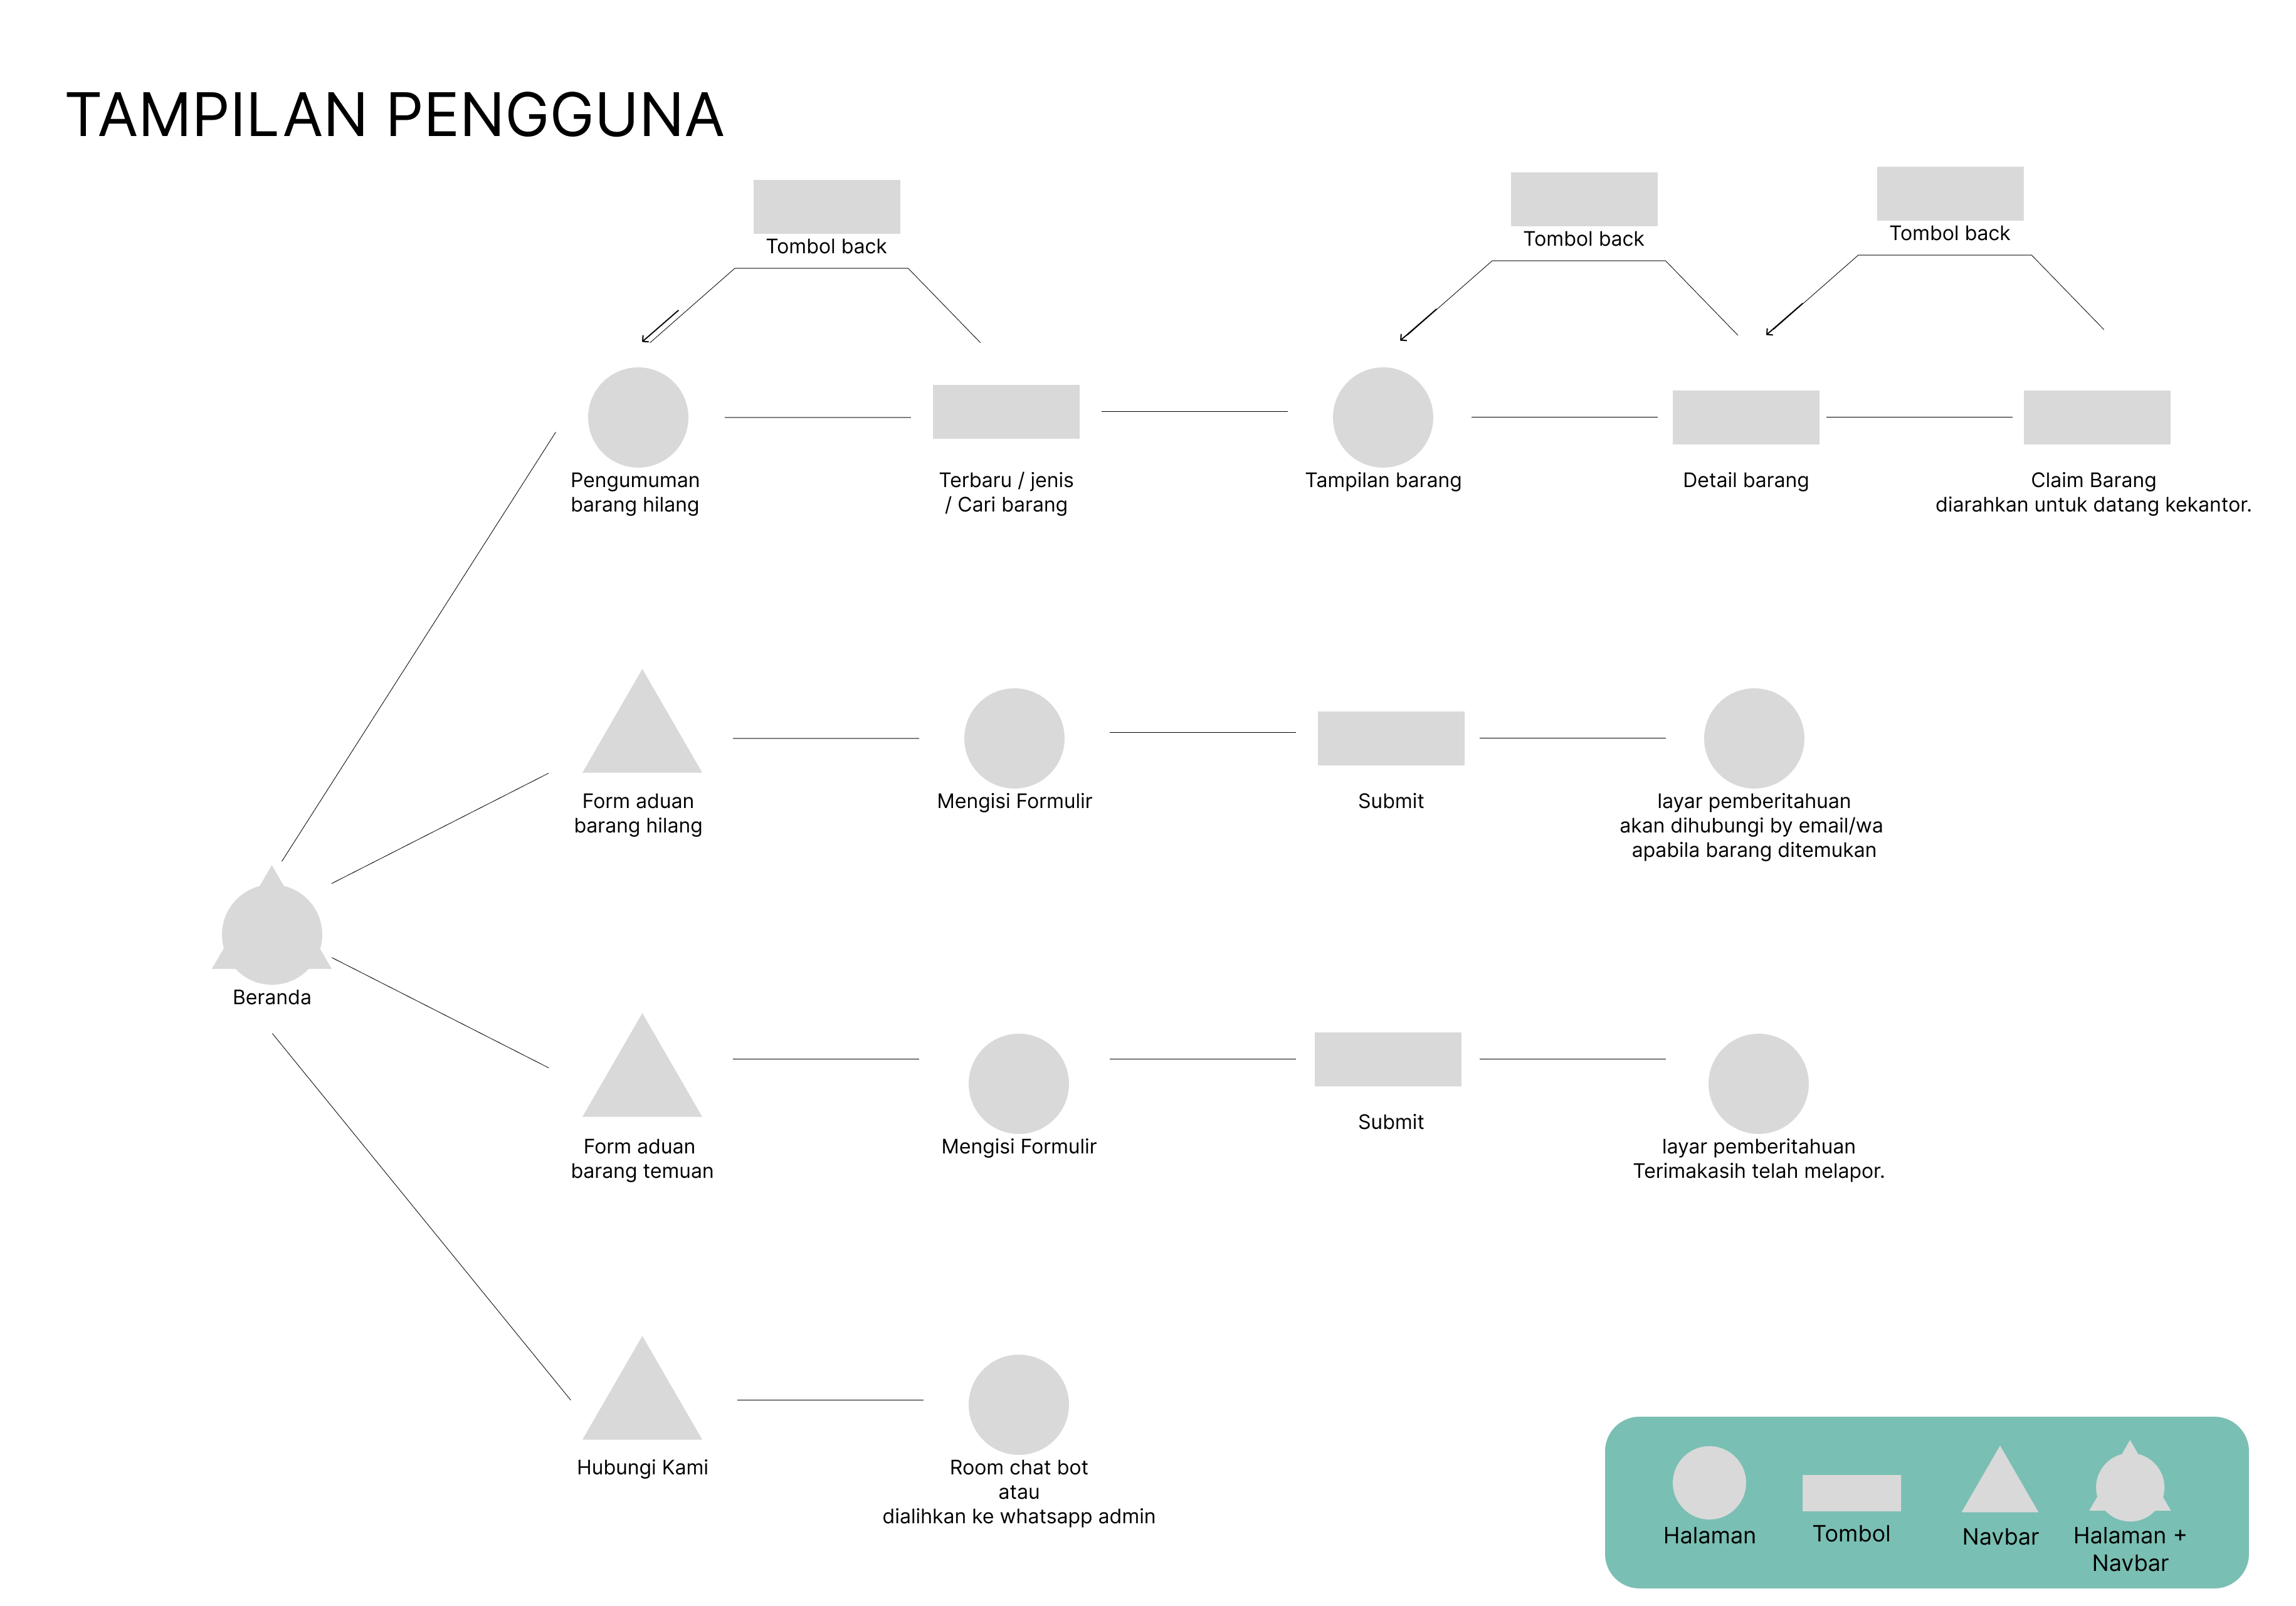 TAMPILAN PENGGUNA
Tombol back
Tombol back
Tombol back
Pengumuman
barang hilang
Terbaru / jenis
/ Cari barang
Tampilan barang
Detail barang
Claim Barang
diarahkan untuk datang kekantor.
Form aduan
barang hilang
Mengisi Formulir
Submit
layar pemberitahuan
akan dihubungi by email/wa
apabila barang ditemukan
Beranda
Form aduan
barang temuan
Mengisi Formulir
Submit
layar pemberitahuan
Terimakasih telah melapor.
Hubungi Kami
Room chat bot
atau
dialihkan ke whatsapp admin
Halaman
Tombol
Navbar
Halaman +
Navbar